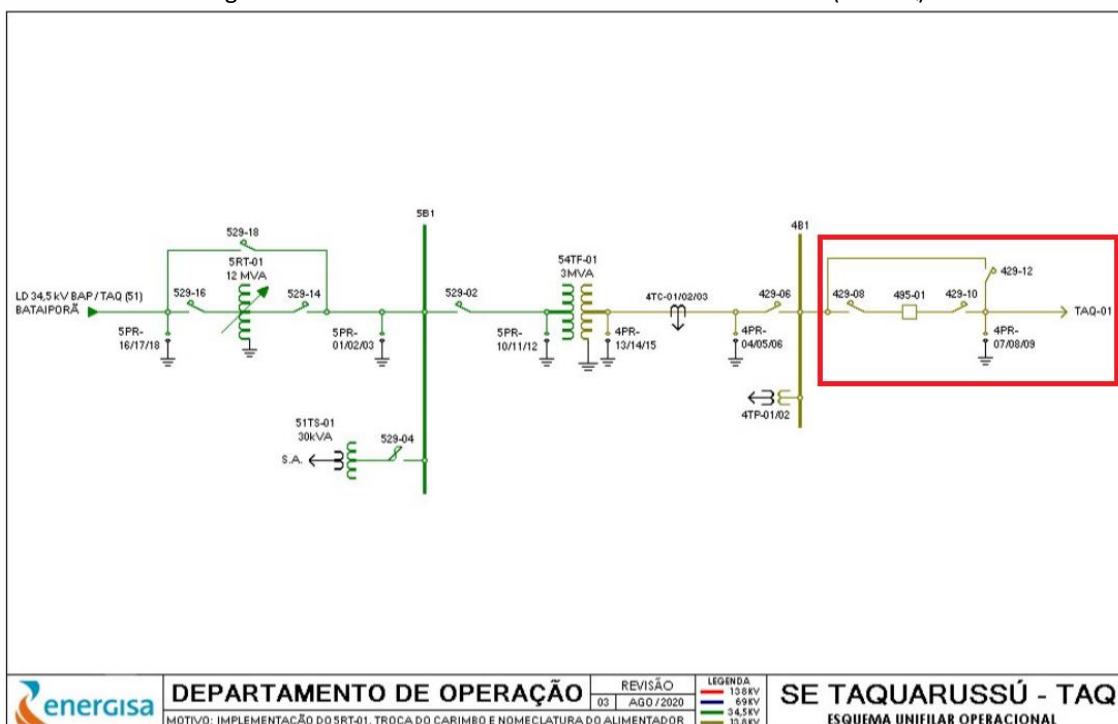 529-18
5RT-01
12 MVA
529-16
529-14
LD 34,5 kV BAP / TAQ (51)
BATAIPORÃ
5PR-
16/17/18
5PR-
01/02/03
5B1
529-02
51TS-01
30kVA
529-04
S.A.
54TF-01
3MVA
5PR-
10/11/12
4PR-
13/14/15
4TC-01/02/03
4PR-
04/05/06
429-06
4B1
4TP-01/02
429-08
495-01
429-10
429-12
4PR-
07/08/09
TAQ-01
energisa
DEPARTAMENTO DE OPERAÇÃO
REVISÃO
03 AGO/2020
MOTIVO: IMPLEMENTAÇÃO DO 5RT-01, TROCA DO CARIMBO E NOMECLATURA DO ALIMENTADOR
LEGENDA
138KV
69KV
34,5KV
13,8KV
SE TAQUARUSSÚ - TAQ
ESQUEMA UNIFILAR OPERACIONAL